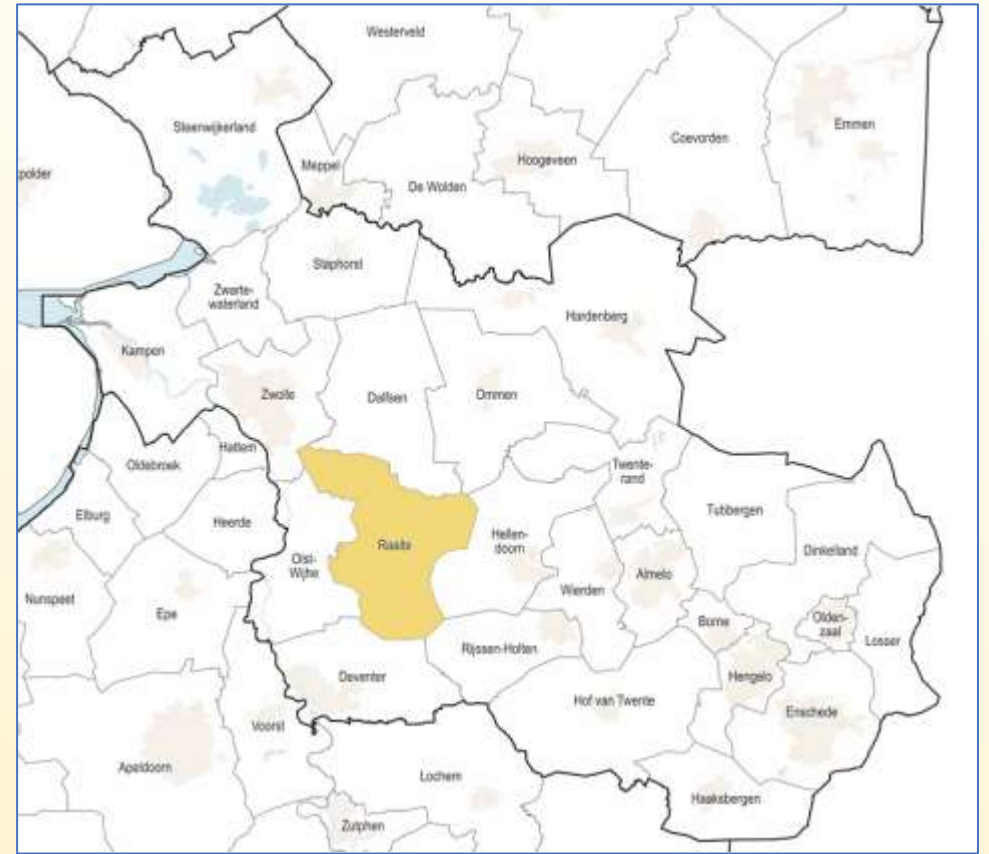 Westerveld
Steenwijkerland
Emmen
Coevorden
Hoogeveen
Meppel
polder
De Wolden
Staphorst
Zwarte-
waterland
Hardenberg
Kampen
Zwolle
Dalfsen
Ommen
Hattem
Oldebroek
Twente-
rand
Elburg
Heerde
Tubbergen
Raalte
Hellen-
doorn
Dinkelland
Olst-
Wijhe
Almelo
Wierden
Nunspeet
Epe
Borne
Olden-
zaal
Losser
Rijssen-Holten
Deventer
Hengelo
Hof van Twente
Enschede
Voorst
Apeldoorn
Lochem
Haaksbergen
Zutphen